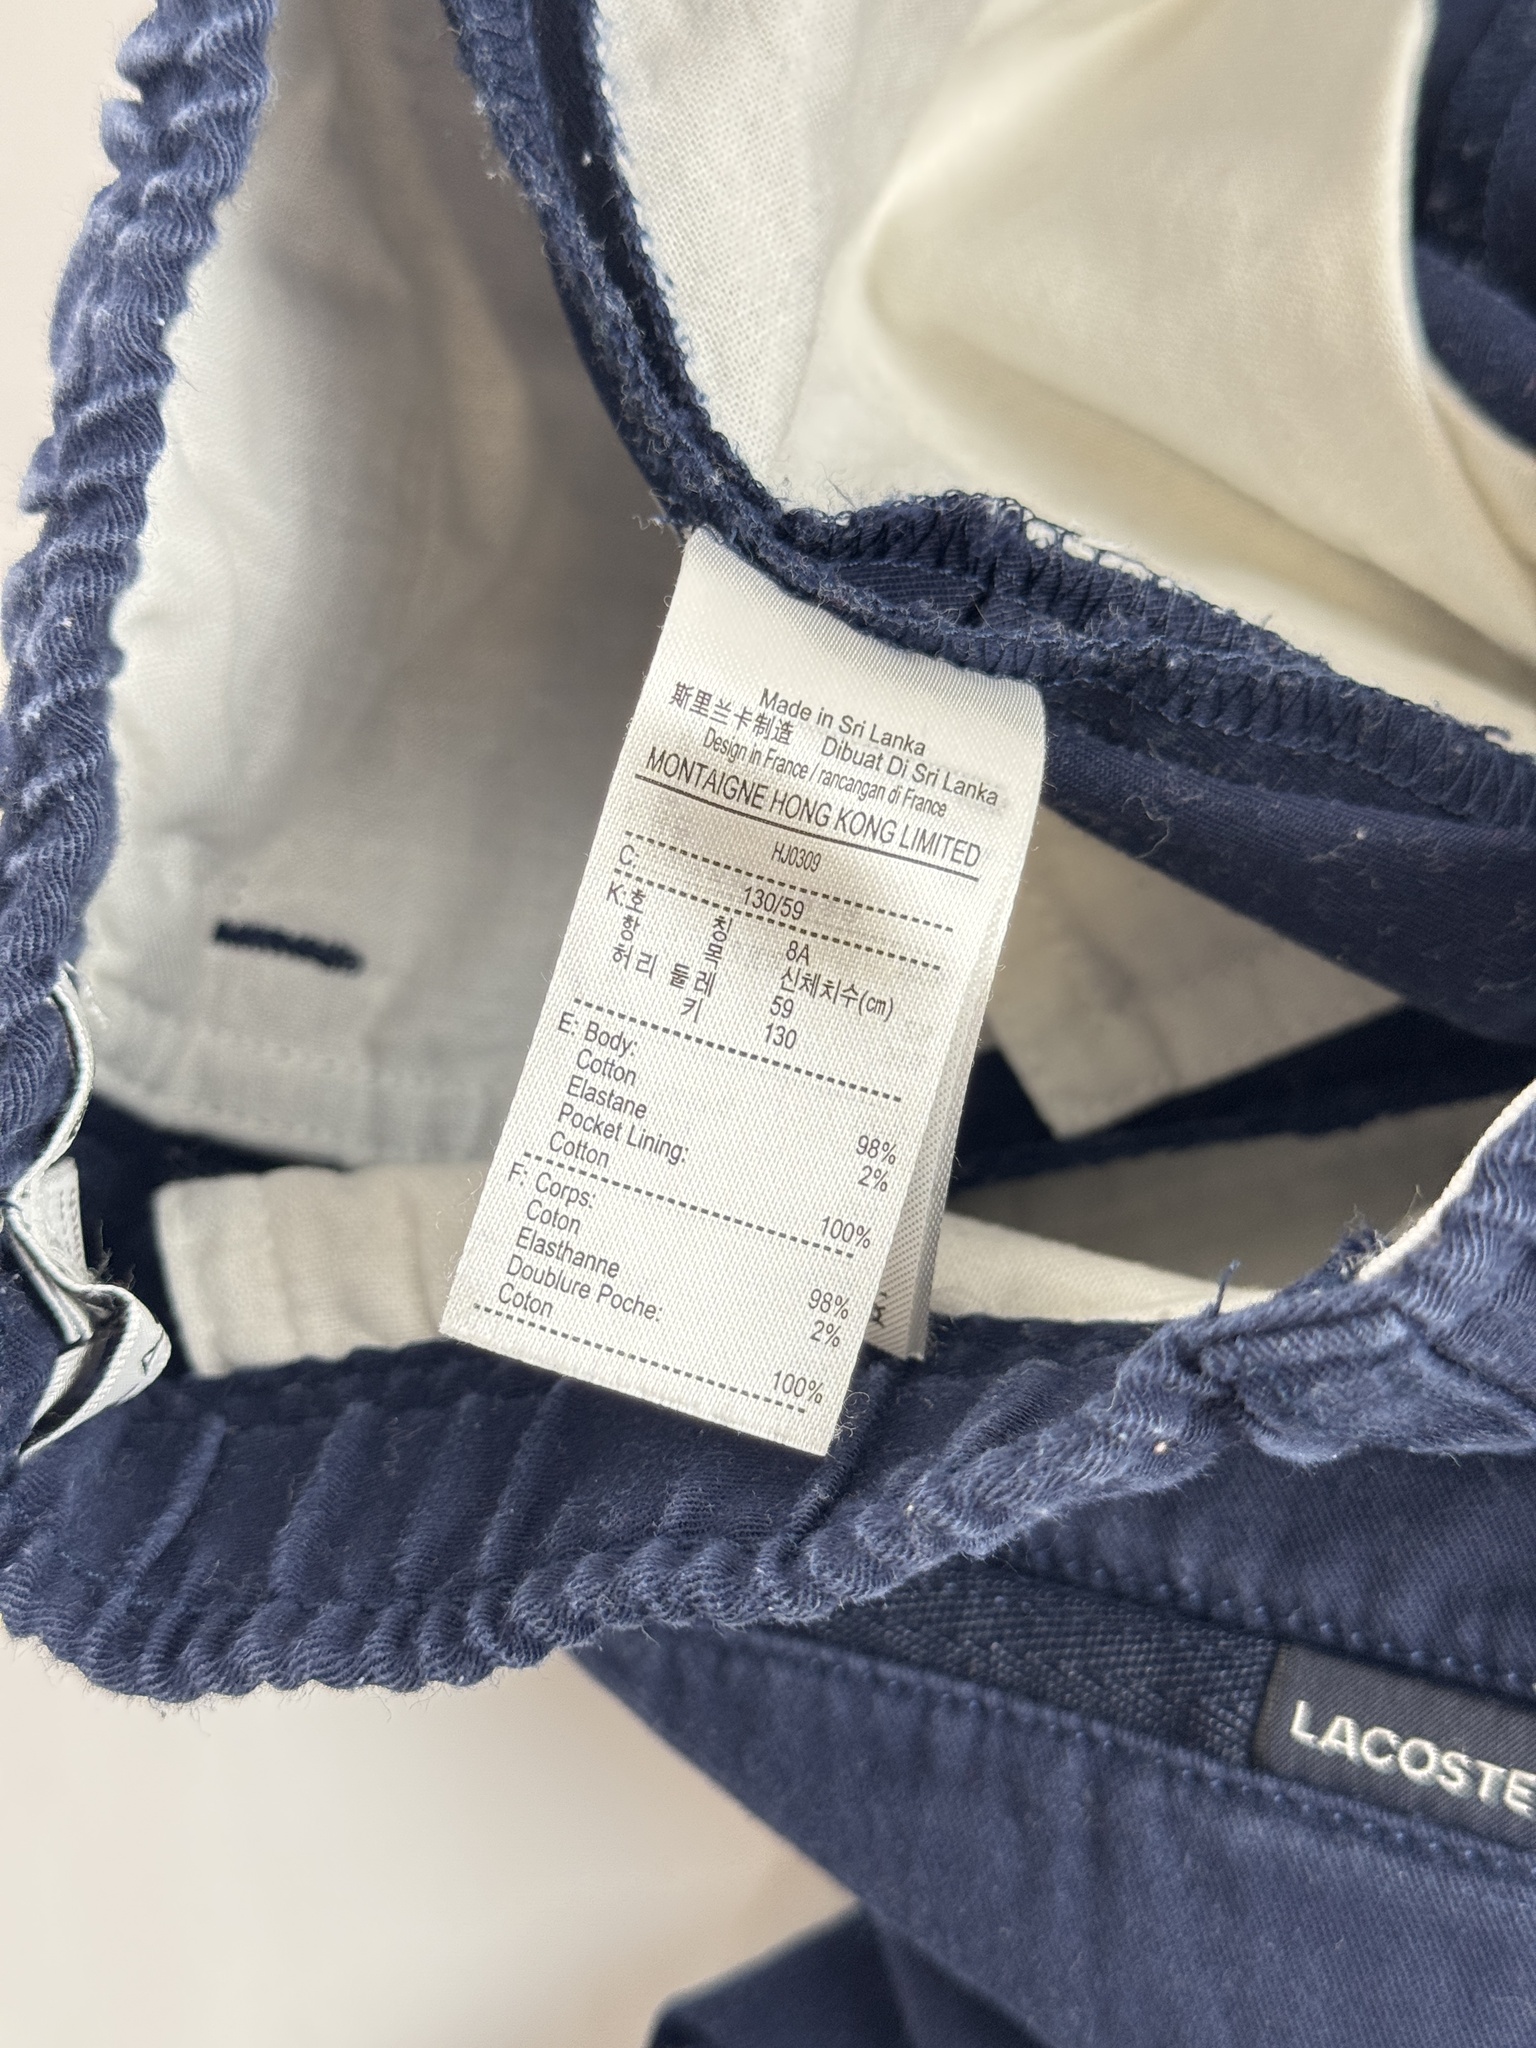 Made in Sri Lanka
斯里兰卡制造 Dibuat Di Sri Lanka
Design in France / rancangan di France
MONTAIGNE HONG KONG LIMITED
HJ0309
C: 130/59
K: 호 칭 8A
항 목 신체치수(cm)
허리 둘레 59
키 130
E: Body:
Cotton 98%
Elastane 2%
Pocket Lining:
Cotton 100%
F: Corps:
Coton 98%
Elasthanne 2%
Doublure Poche:
Coton 100%
LACOSTE